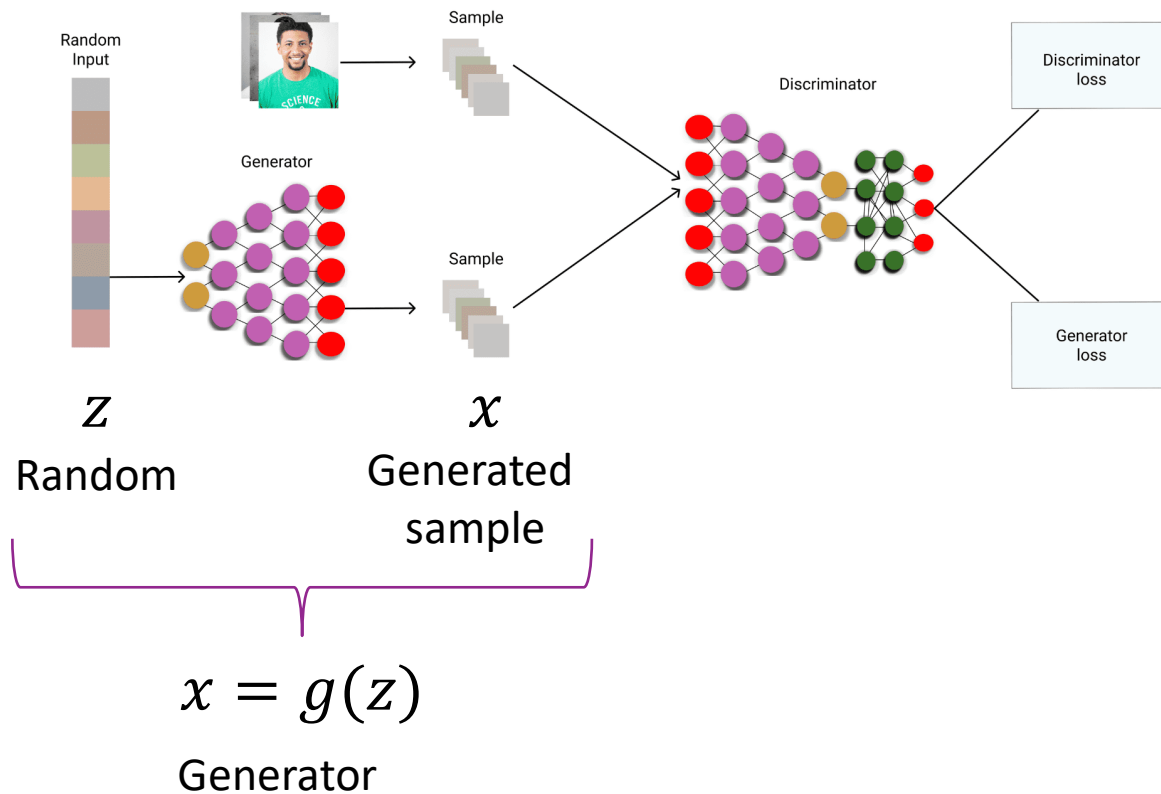 Random
Input
Sample
SCIENCE
Generator
Discriminator
Discriminator
loss
Sample
Generator
loss
z
x
Random
Generated
sample
x = g(z)
Generator